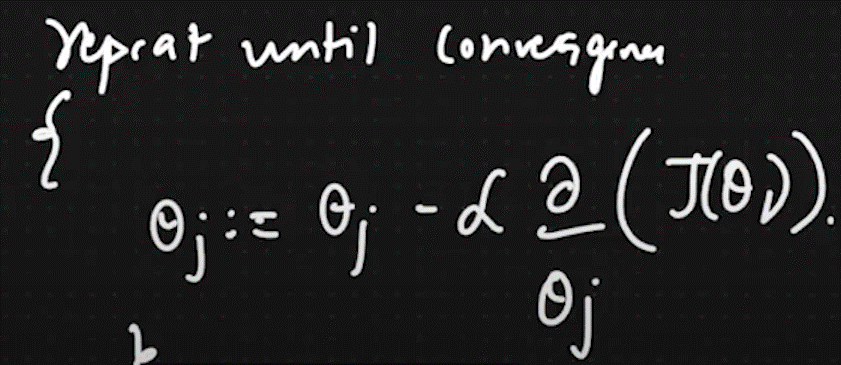 repeat until convergence
{
θj := θj - α ∂/θj (J(θ)).
}